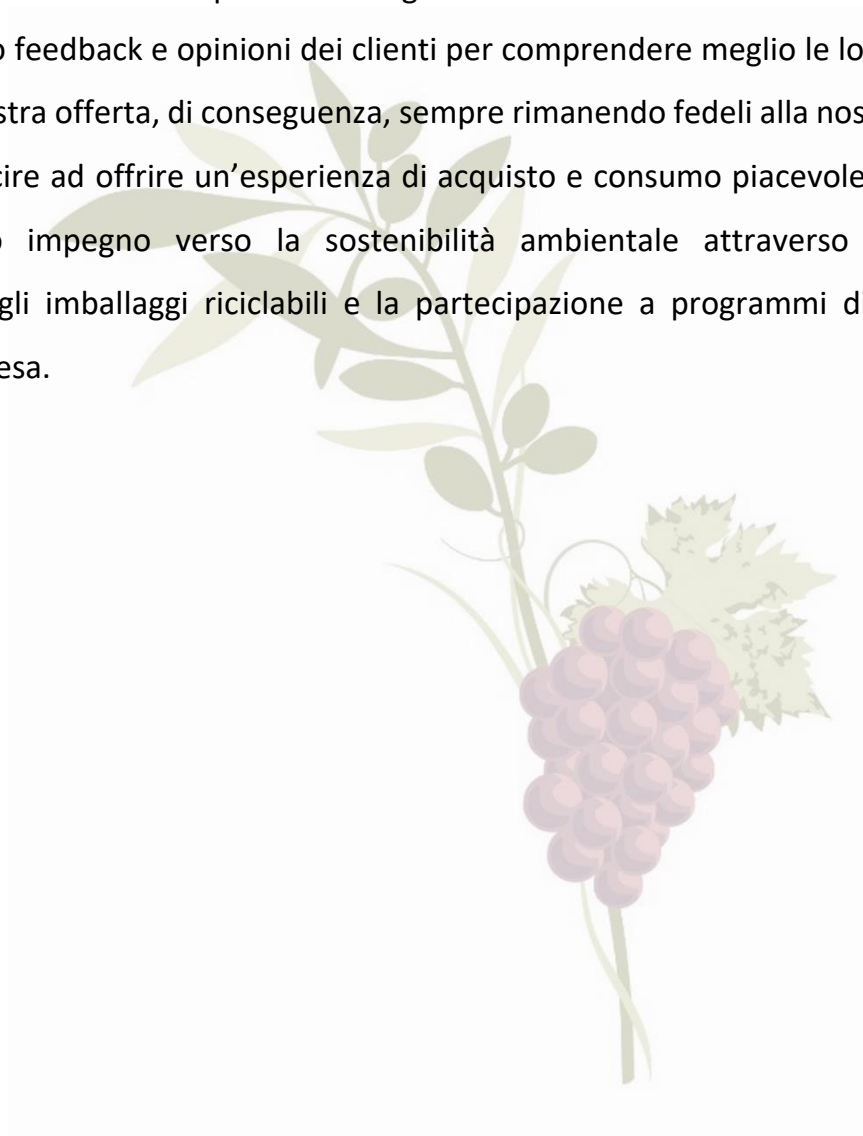 feedback e opinioni dei clienti per comprendere meglio le lo
stra offerta, di conseguenza, sempre rimanendo fedeli alla nos
cire ad offrire un’esperienza di acquisto e consumo piacevole
impegno verso la sostenibilità ambientale attraverso
gli imballaggi riciclabili e la partecipazione a programmi di
esa.